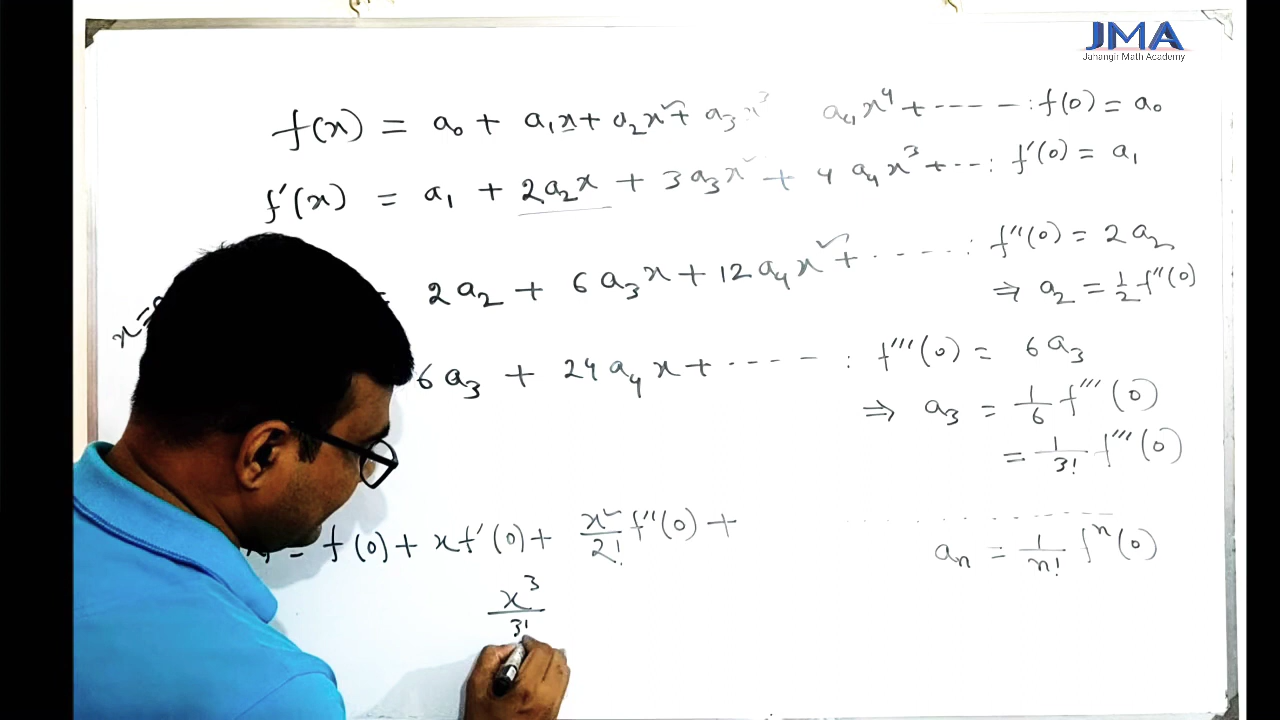 JMA
Jahangir Math Academy
f(x) = a₀ + a₁x + a₂x² + a₃x³ a₄x⁴ + ---- - : f(0) = a₀
f′(x) = a₁ + 2a₂x + 3a₃x² + 4a₄x³ + --- : f′(0) = a₁
= 2a₂ + 6a₃x + 12a₄x² + ------ : f″(0) = 2a₂
⇒ a₂ = 1/2 f″(0)
x=
6a₃ + 24a₄x + ---- - : f‴(0) = 6a₃
⇒ a₃ = 1/6 f‴(0)
= 1/3! f‴(0)
= f(0) + xf′(0) + x²/2! f″(0) +
aₙ = 1/n! fⁿ(0)
x³/3!